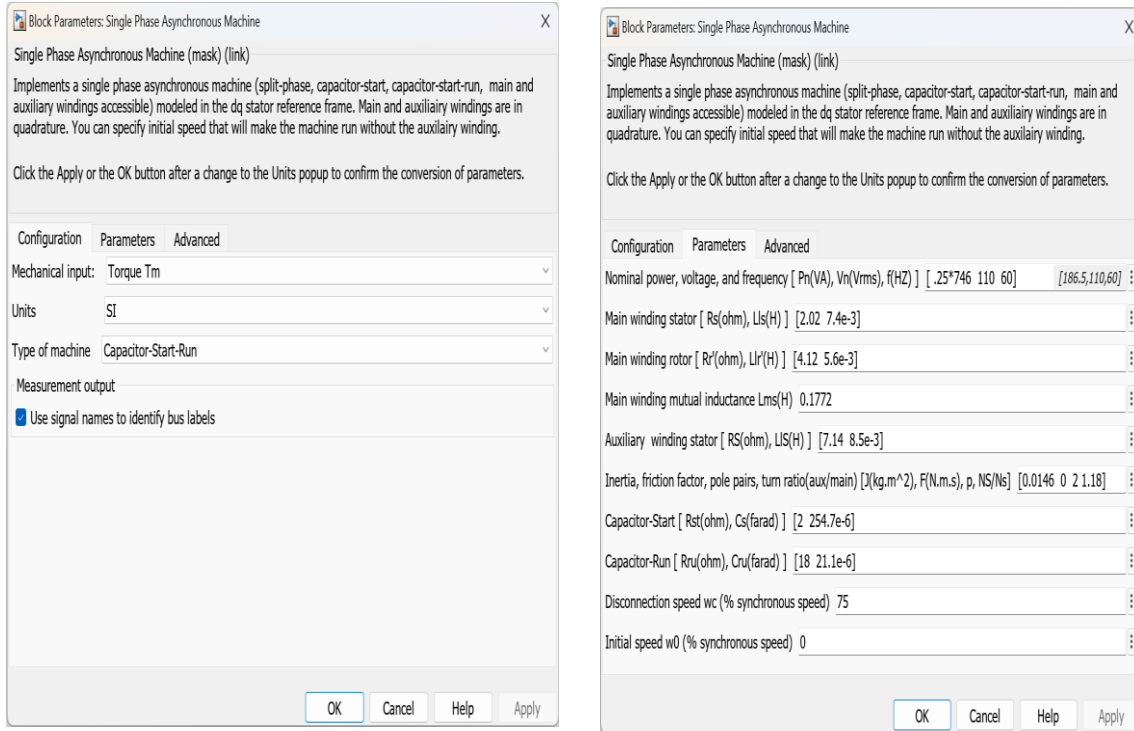 Block Parameters: Single Phase Asynchronous Machine X
Single Phase Asynchronous Machine (mask) (link)
Implements a single phase asynchronous machine (split-phase, capacitor-start, capacitor-start-run, main and
auxiliary windings accessible) modeled in the dq stator reference frame. Main and auxiliairy windings are in
quadrature. You can specify initial speed that will make the machine run without the auxilairy winding.
Click the Apply or the OK button after a change to the Units popup to confirm the conversion of parameters.
Configuration Parameters Advanced
Mechanical input: Torque Tm
Units SI
Type of machine Capacitor-Start-Run
Measurement output
Use signal names to identify bus labels
OK Cancel Help Apply
Block Parameters: Single Phase Asynchronous Machine X
Single Phase Asynchronous Machine (mask) (link)
Implements a single phase asynchronous machine (split-phase, capacitor-start, capacitor-start-run, main and
auxiliary windings accessible) modeled in the dq stator reference frame. Main and auxiliairy windings are in
quadrature. You can specify initial speed that will make the machine run without the auxilairy winding.
Click the Apply or the OK button after a change to the Units popup to confirm the conversion of parameters.
Configuration Parameters Advanced
Nominal power, voltage, and frequency [ Pn(VA), Vn(Vrms), f(HZ) ] [ .25*746 110 60] [186.5,110,60]
Main winding stator [ Rs(ohm), Lls(H) ] [2.02 7.4e-3]
Main winding rotor [ Rr'(ohm), Llr'(H) ] [4.12 5.6e-3]
Main winding mutual inductance Lms(H) 0.1772
Auxiliary winding stator [ RS(ohm), LlS(H) ] [7.14 8.5e-3]
Inertia, friction factor, pole pairs, turn ratio(aux/main) [J(kg.m^2), F(N.m.s), p, NS/Ns] [0.0146 0 2 1.18]
Capacitor-Start [ Rst(ohm), Cs(farad) ] [2 254.7e-6]
Capacitor-Run [ Rru(ohm), Cru(farad) ] [18 21.1e-6]
Disconnection speed wc (% synchronous speed) 75
Initial speed w0 (% synchronous speed) 0
OK Cancel Help Apply